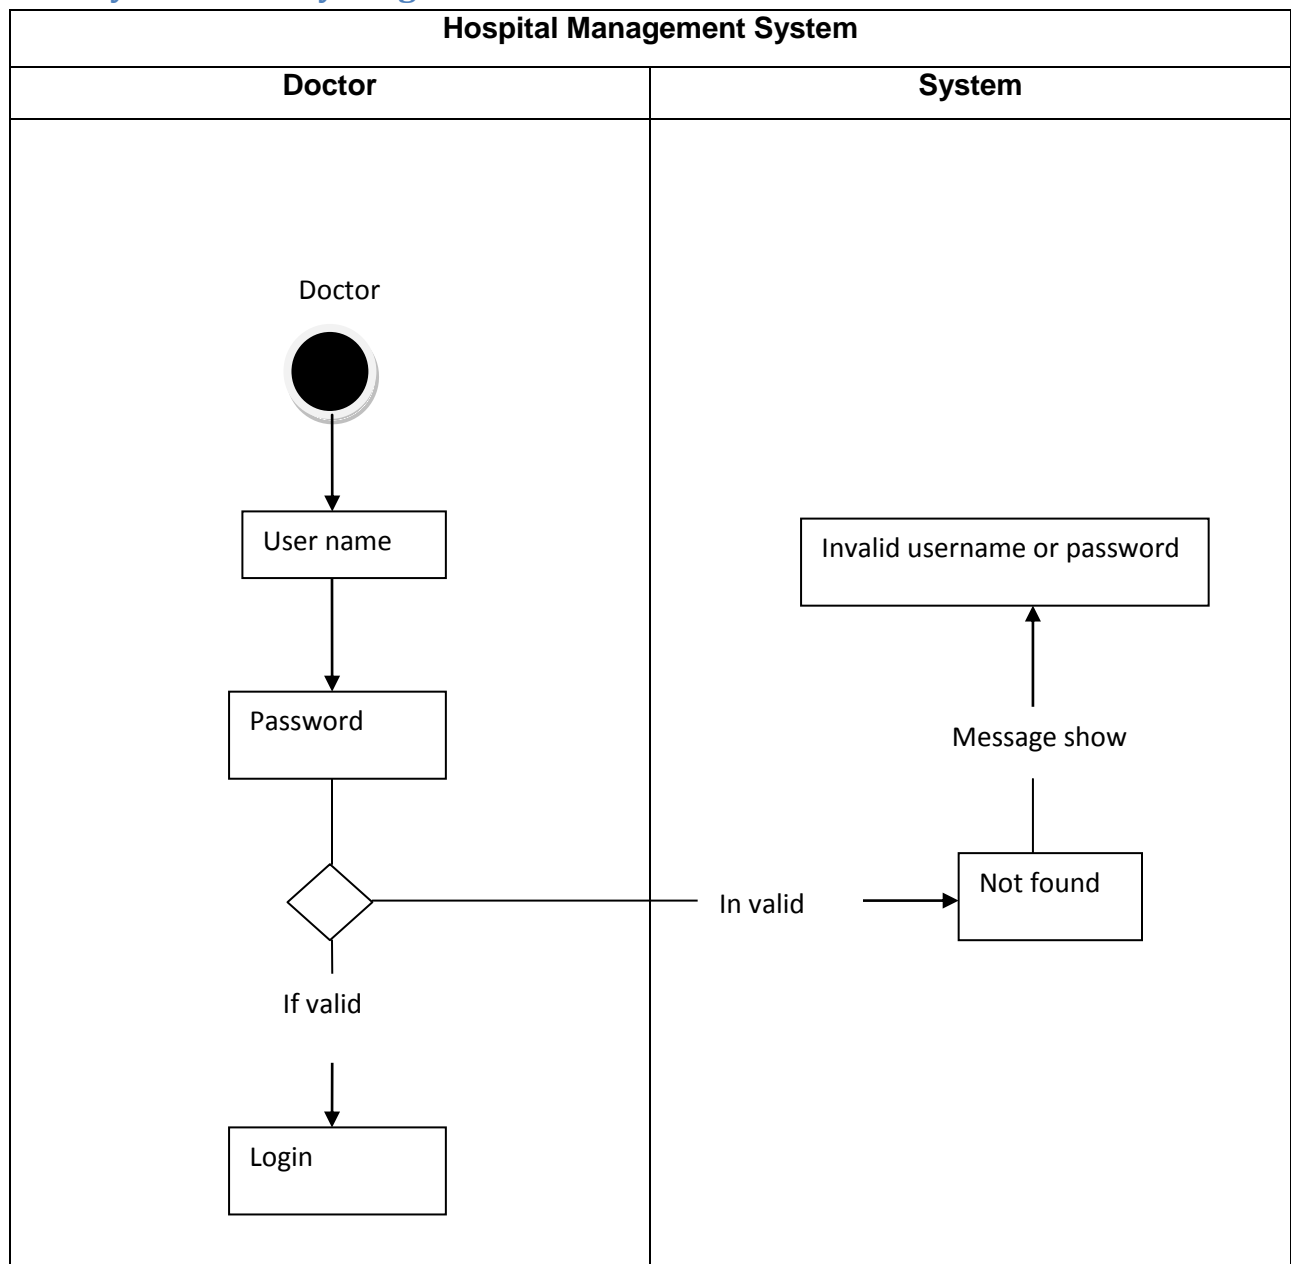 Hospital Management System
Doctor
System
Doctor
User name
Invalid username or password
Password
Message show
Not found
In valid
If valid
Login